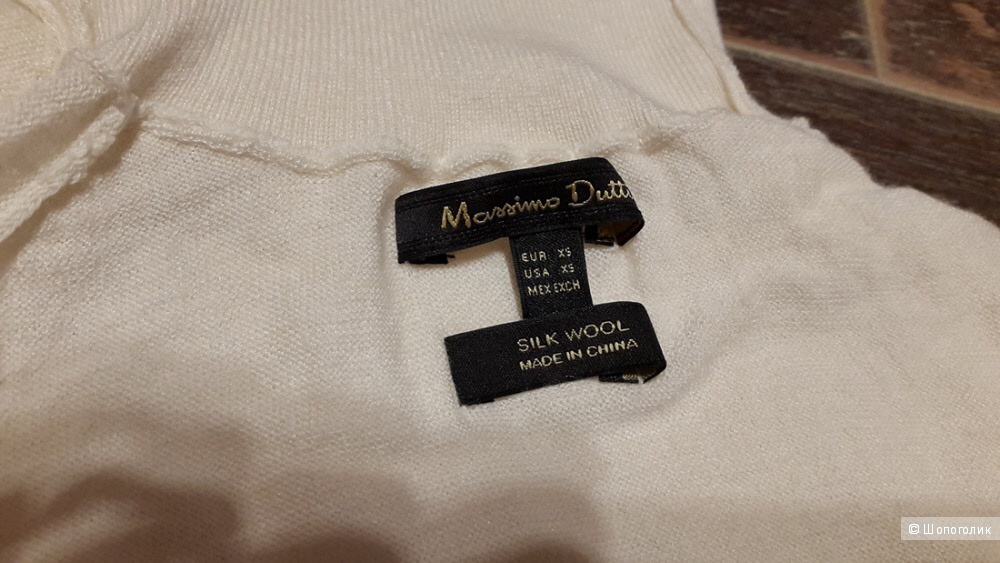 Massimo Dutt
EUR XS
USA XS
MEX EXCH
SILK WOOL
MADE IN CHINA
© Шопоголик